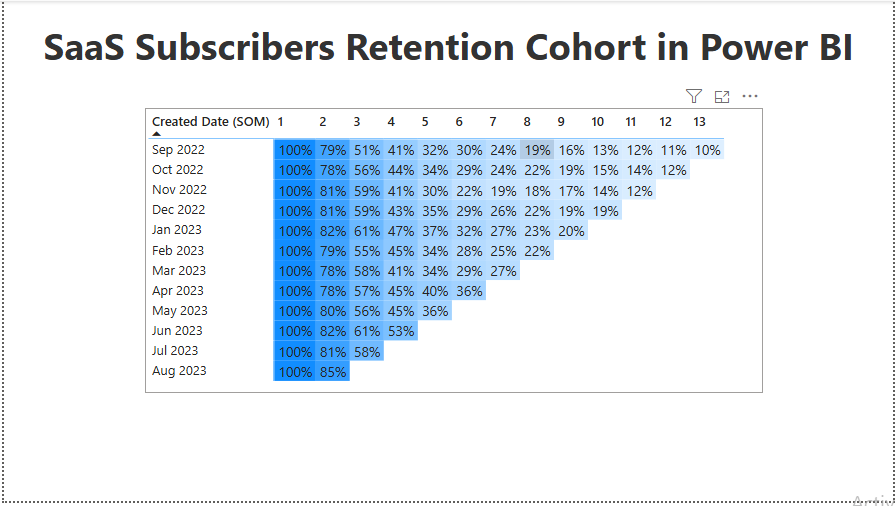 SaaS Subscribers Retention Cohort in Power BI
Created Date (SOM) 1 2 3 4 5 6 7 8 9 10 11 12 13
Sep 2022 100% 79% 51% 41% 32% 30% 24% 19% 16% 13% 12% 11% 10%
Oct 2022 100% 78% 56% 44% 34% 29% 24% 22% 19% 15% 14% 12%
Nov 2022 100% 81% 59% 41% 30% 22% 19% 18% 17% 14% 12%
Dec 2022 100% 81% 59% 43% 35% 29% 26% 22% 19% 19%
Jan 2023 100% 82% 61% 47% 37% 32% 27% 23% 20%
Feb 2023 100% 79% 55% 45% 34% 28% 25% 22%
Mar 2023 100% 78% 58% 41% 34% 29% 27%
Apr 2023 100% 78% 57% 45% 40% 36%
May 2023 100% 80% 56% 45% 36%
Jun 2023 100% 82% 61% 53%
Jul 2023 100% 81% 58%
Aug 2023 100% 85%